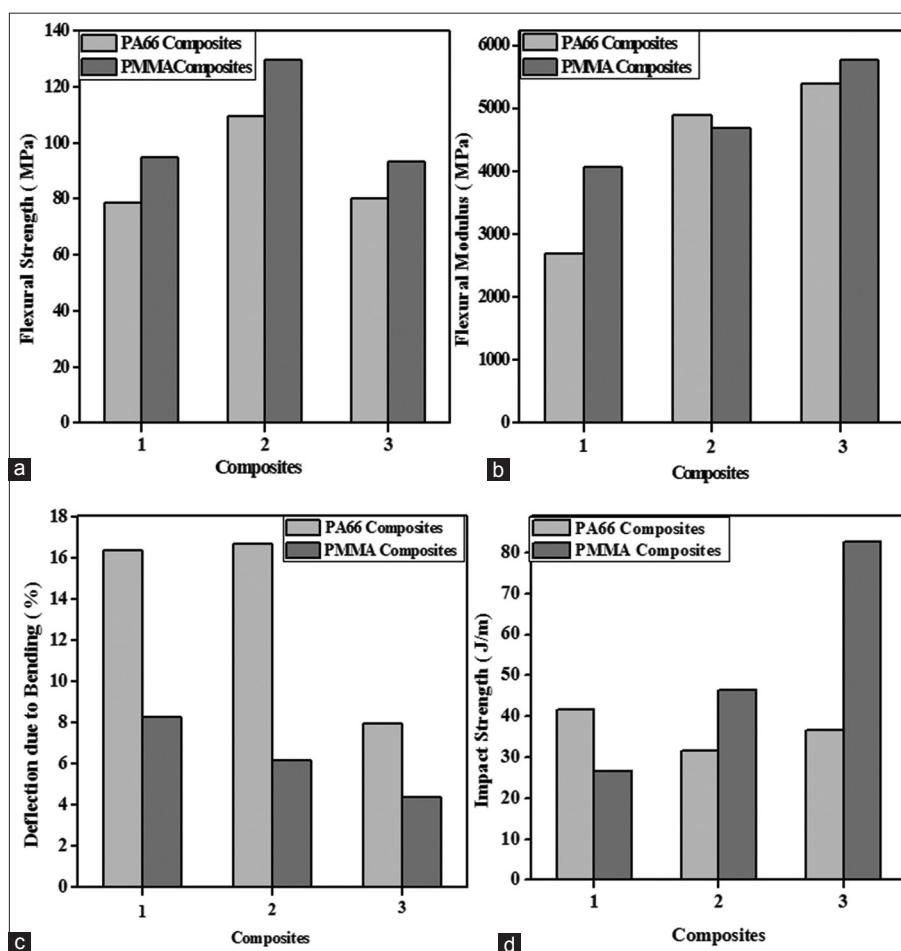 140
120
100
80
60
40
20
0
Flexural Strength ( MPa)
PA66 Composites
PMMAComposites
1 2 3
Composites
a
6000
5000
4000
3000
2000
1000
0
Flexural Modulus ( MPa)
PA66 Composites
PMMA Composites
1 2 3
Composites
b
18
16
14
12
10
8
6
4
2
0
Deflection due to Bending ( %)
PA66 Composites
PMMA Composites
1 2 3
Composites
c
80
70
60
50
40
30
20
10
0
Impact Strength ( J/m)
PA66 Composites
PMMA Composites
1 2 3
Composites
d